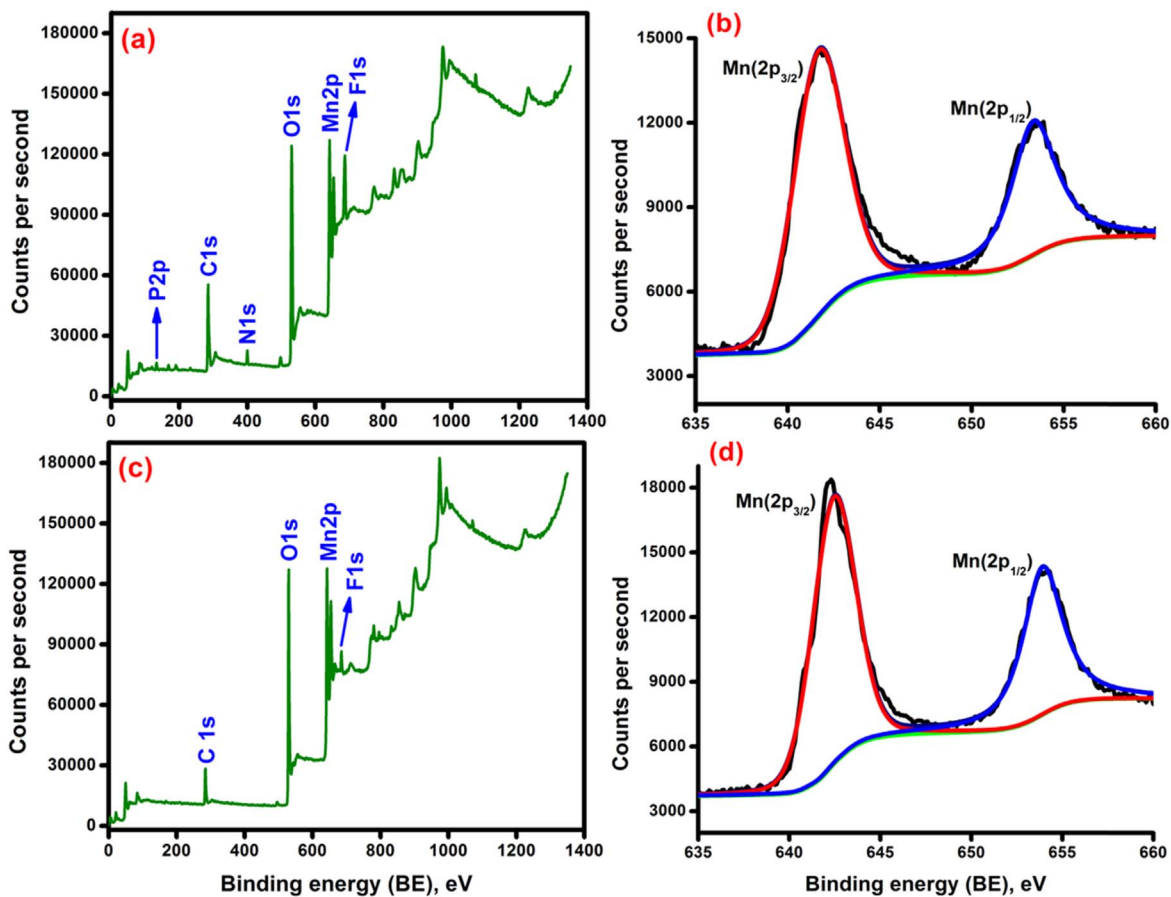 (a)
Counts per second
180000
150000
120000
90000
60000
30000
0
P2p
C1s
N1s
O1s
Mn2p
F1s
0 200 400 600 800 1000 1200 1400
(b)
Counts per second
15000
12000
9000
6000
3000
Mn(2p3/2)
Mn(2p1/2)
635 640 645 650 655 660
(c)
Counts per second
180000
150000
120000
90000
60000
30000
0
C 1s
O1s
Mn2p
F1s
0 200 400 600 800 1000 1200 1400
Binding energy (BE), eV
(d)
Counts per second
18000
15000
12000
9000
6000
3000
Mn(2p3/2)
Mn(2p1/2)
635 640 645 650 655 660
Binding energy (BE), eV